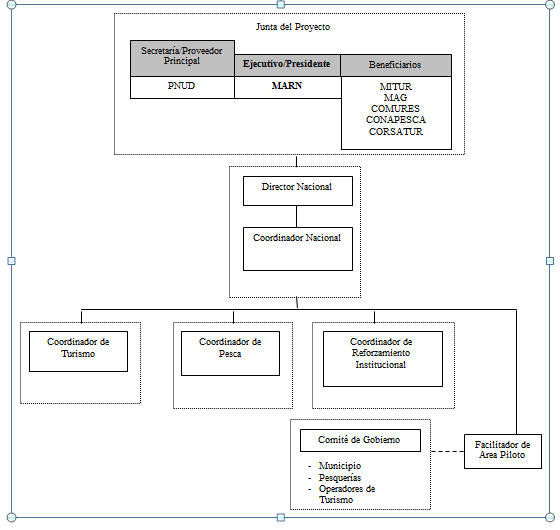 Junta del Proyecto
Secretaría/Proveedor
Principal
Ejecutivo/Presidente
Beneficiarios
PNUD
MARN
MITUR
MAG
COMURES
CONAPESCA
CORSATUR
Director Nacional
Coordinador Nacional
Coordinador de
Turismo
Coordinador de
Pesca
Coordinador de
Reforzamiento
Institucional
Comité de Gobierno
- Municipio
- Pesquerías
- Operadores de
Turismo
Facilitador de
Area Piloto